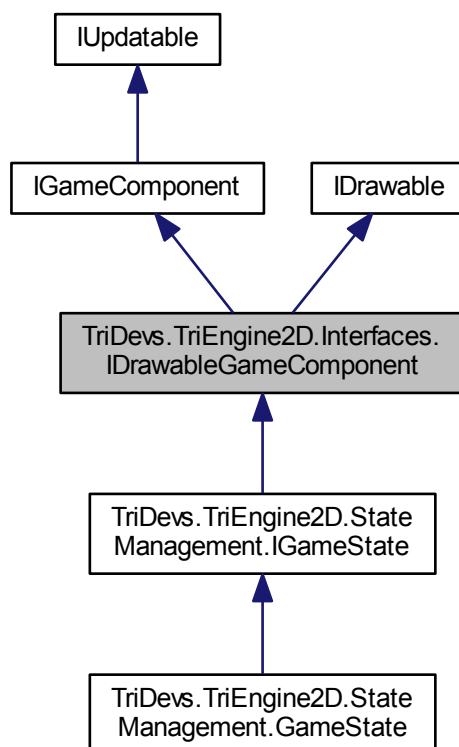 IUpdatable
IGameComponent
IDrawable
TriDevs.TriEngine2D.Interfaces.
IDrawableGameComponent
TriDevs.TriEngine2D.State
Management.IGameState
TriDevs.TriEngine2D.State
Management.GameState